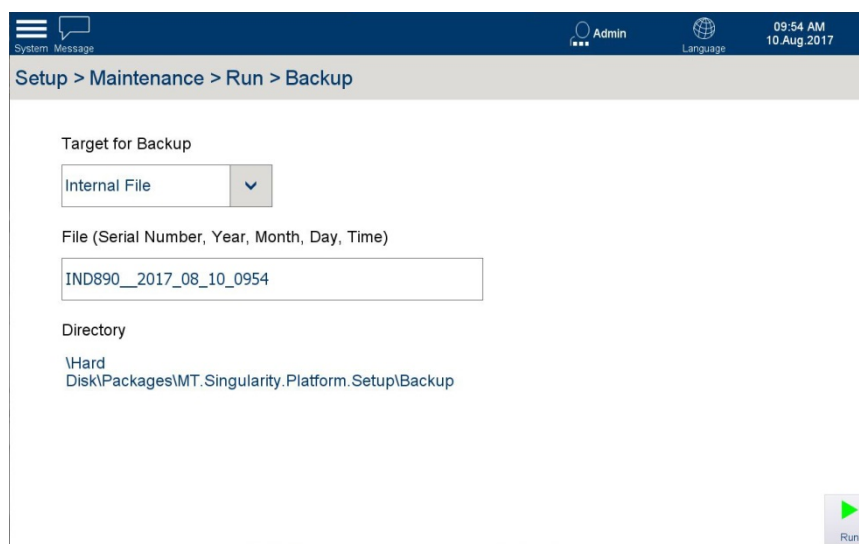 System Message
Admin
Language
09:54 AM
10.Aug.2017
Setup > Maintenance > Run > Backup
Target for Backup
Internal File
File (Serial Number, Year, Month, Day, Time)
IND890__2017_08_10_0954
Directory
\Hard
Disk\Packages\MT.Singularity.Platform.Setup\Backup
Run